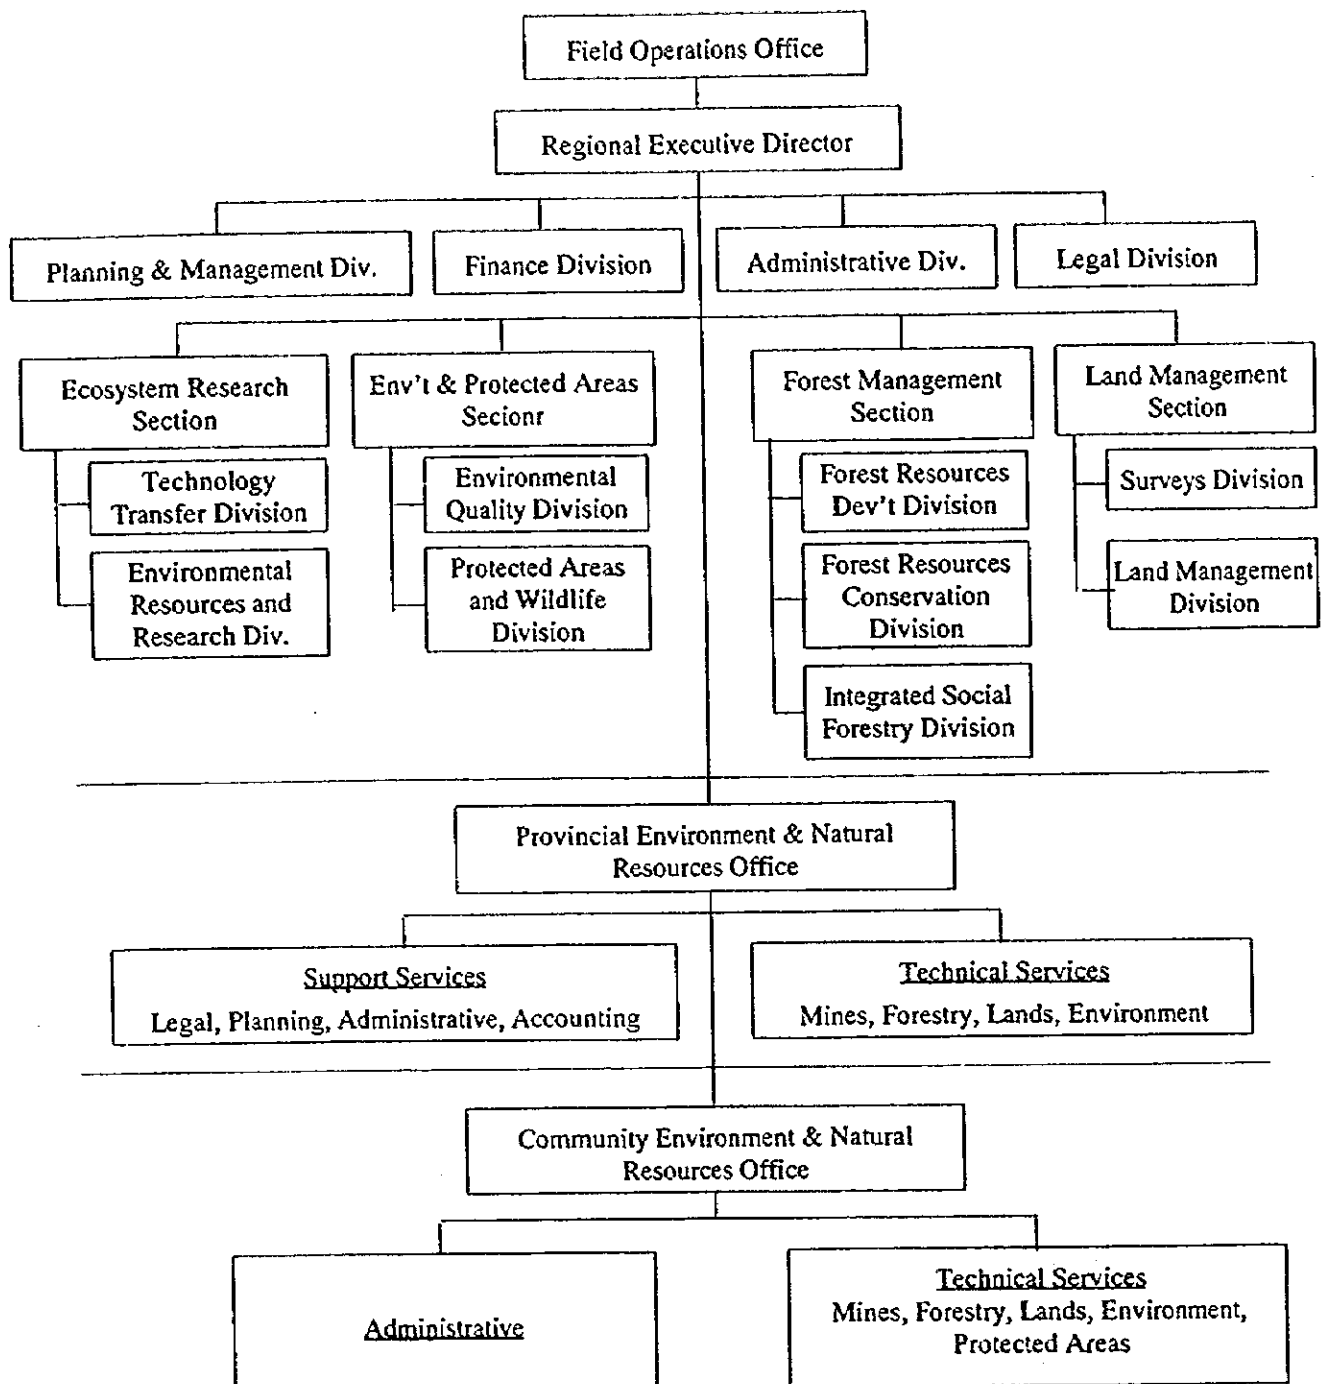 Field Operations Office
Regional Executive Director
Planning & Management Div.
Finance Division
Administrative Div.
Legal Division
Ecosystem Research
Section
Env't & Protected Areas
Secionr
Forest Management
Section
Land Management
Section
Technology
Transfer Division
Environmental
Resources and
Research Div.
Environmental
Quality Division
Protected Areas
and Wildlife
Division
Forest Resources
Dev't Division
Forest Resources
Conservation
Division
Integrated Social
Forestry Division
Surveys Division
Land Management
Division
Provincial Environment & Natural
Resources Office
Support Services
Legal, Planning, Administrative, Accounting
Technical Services
Mines, Forestry, Lands, Environment
Community Environment & Natural
Resources Office
Administrative
Technical Services
Mines, Forestry, Lands, Environment,
Protected Areas